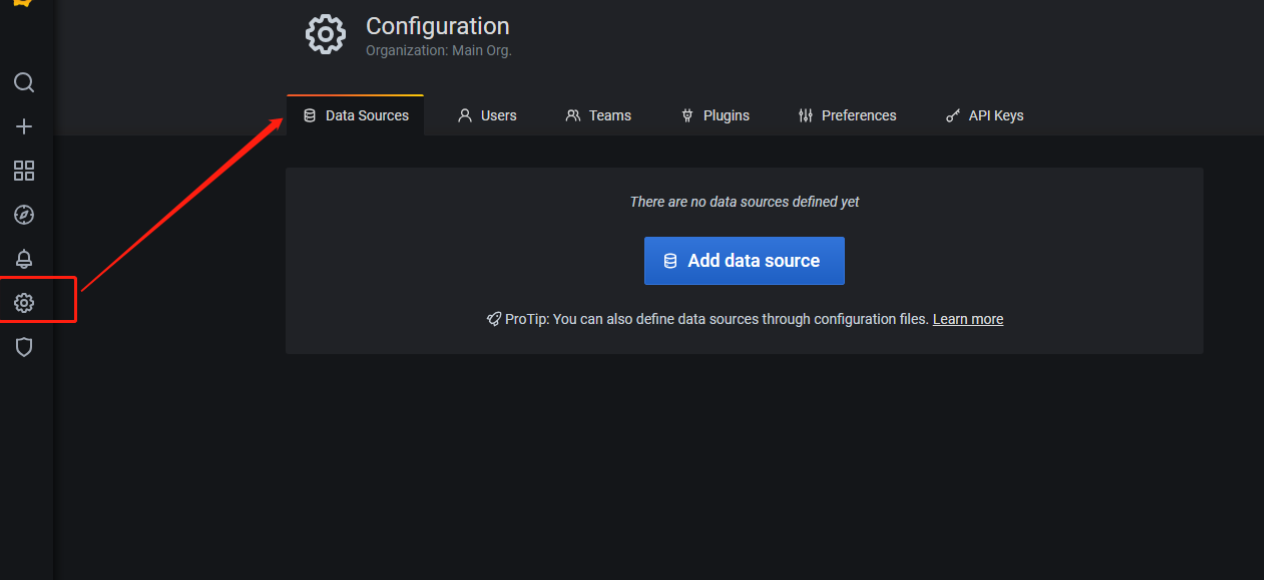 Configuration
Organization: Main Org.
Data Sources Users Teams Plugins Preferences API Keys
There are no data sources defined yet
Add data source
ProTip: You can also define data sources through configuration files. Learn more